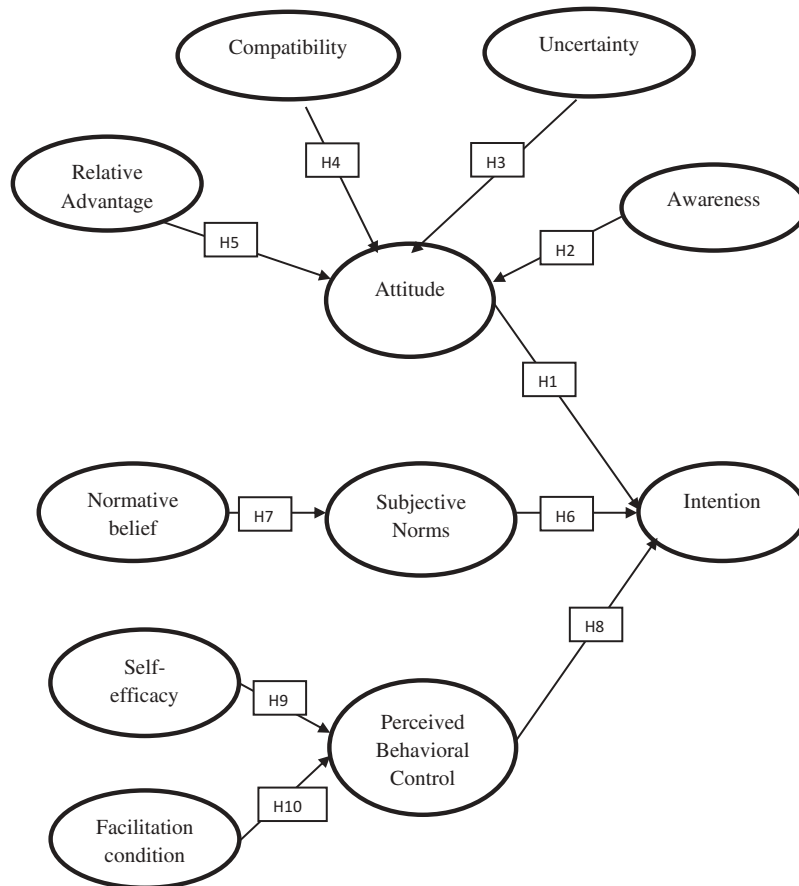 Compatibility
Uncertainty
H4
H3
Relative
Advantage
Awareness
H5
H2
Attitude
H1
Normative
belief
H7
Subjective
Norms
H6
Intention
H8
Self-
efficacy
H9
Perceived
Behavioral
Control
H10
Facilitation
condition